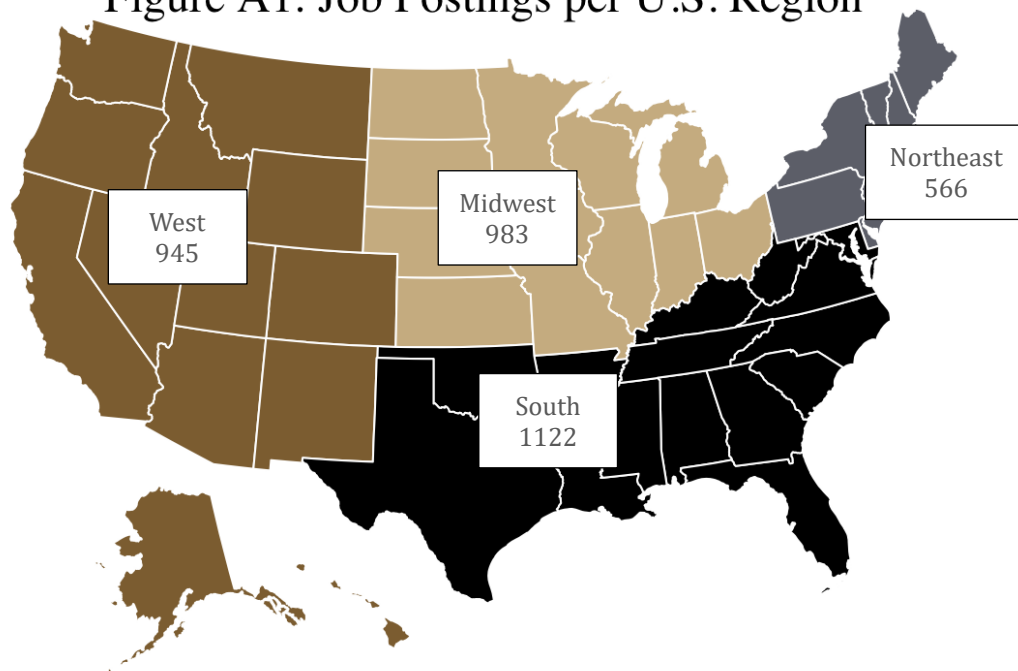 Figure A1: Job Postings per U.S. Region
West
945
Midwest
983
Northeast
566
South
1122